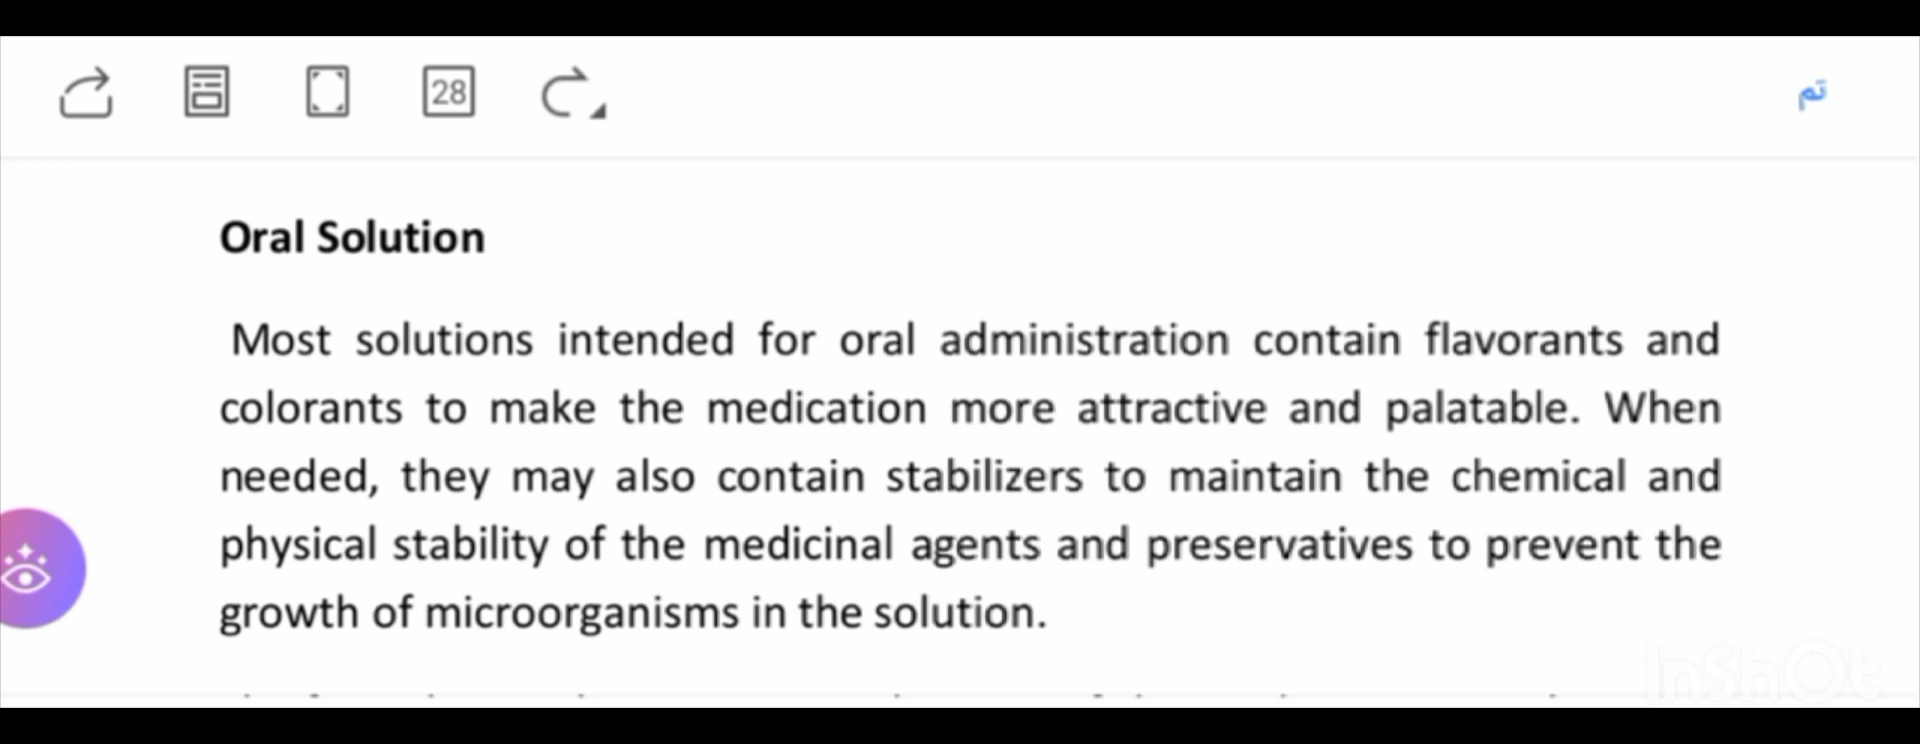 28
تم
Oral Solution
Most solutions intended for oral administration contain flavorants and
colorants to make the medication more attractive and palatable. When
needed, they may also contain stabilizers to maintain the chemical and
physical stability of the medicinal agents and preservatives to prevent the
growth of microorganisms in the solution.
InShOt